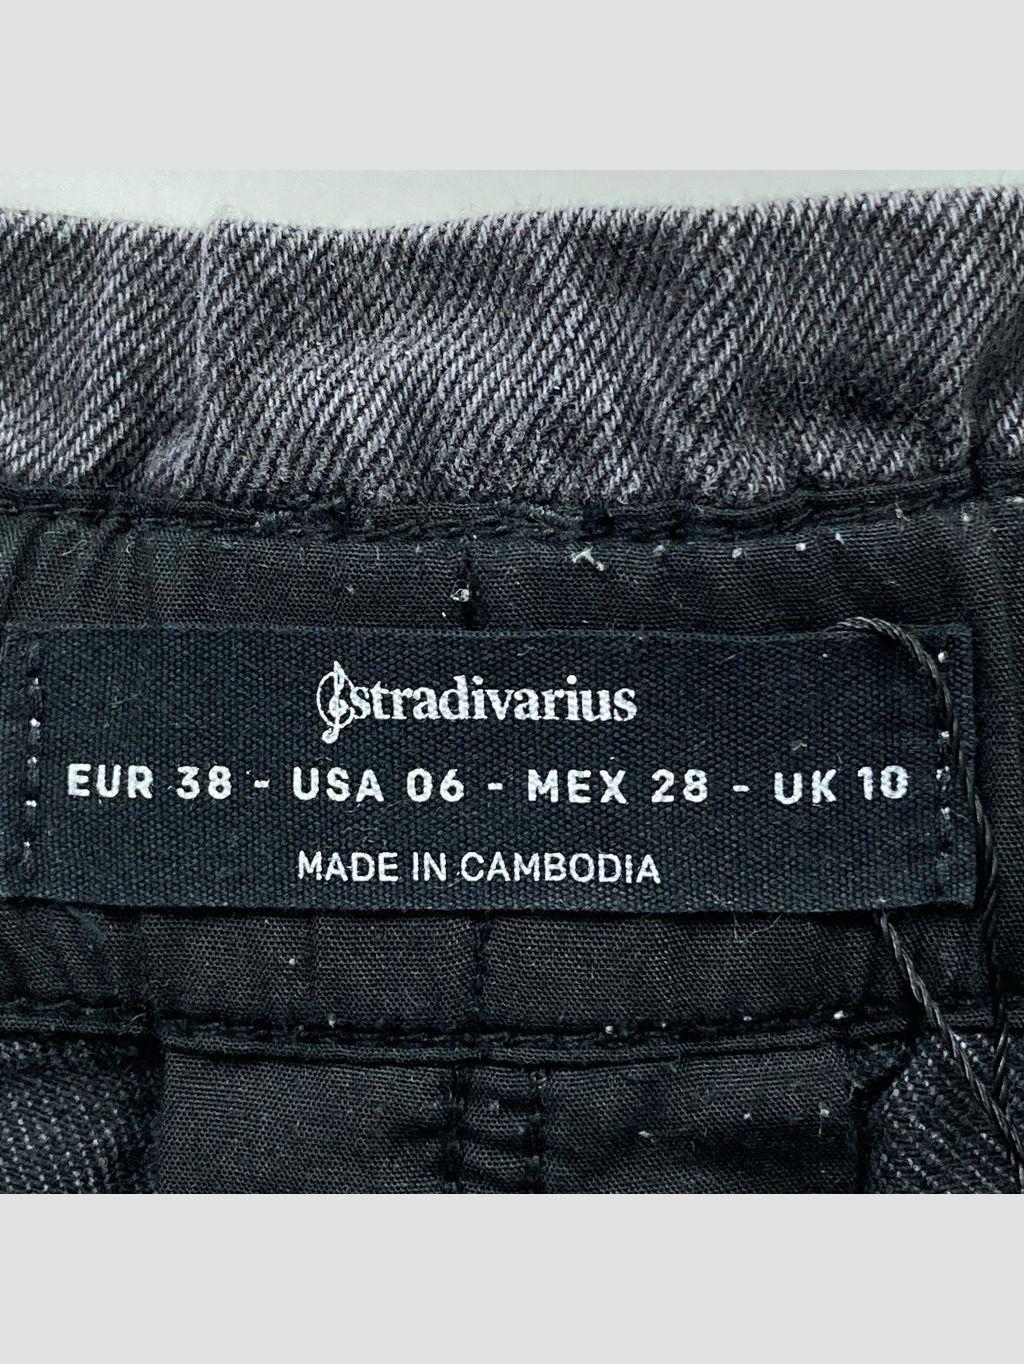 stradivarius
EUR 38 - USA 06 - MEX 28 - UK 10
MADE IN CAMBODIA